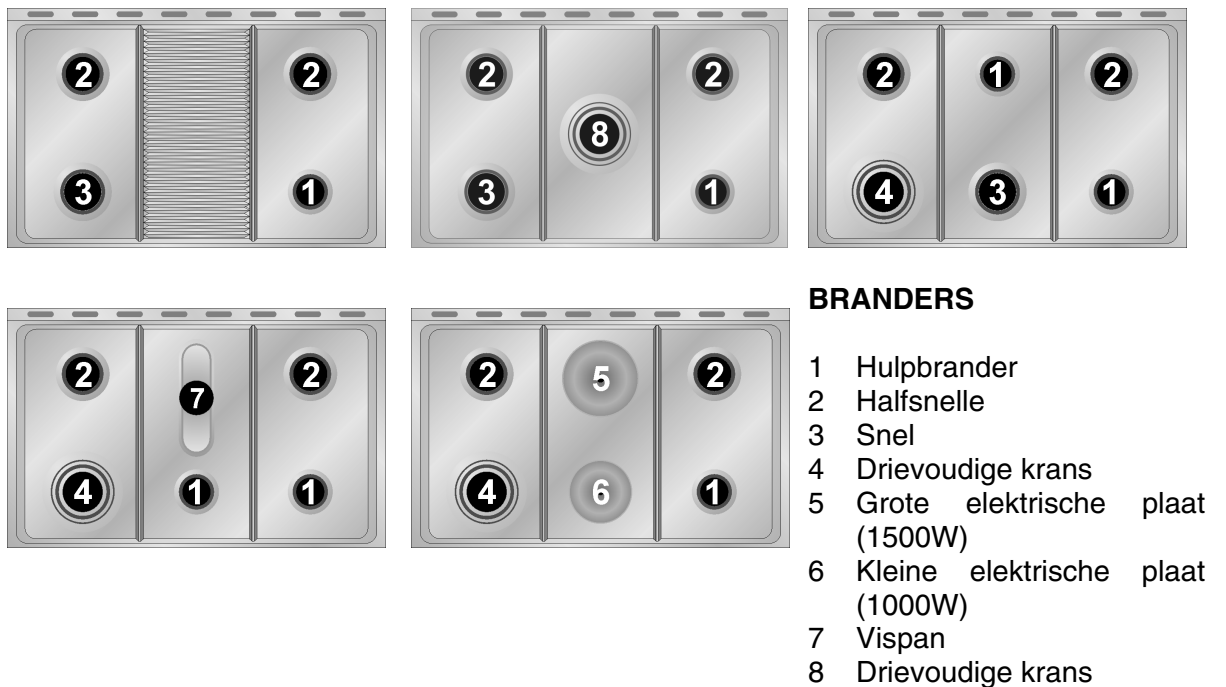 2 2 2 2 2 1 2
8
3 1 3 1 4 3 1
BRANDERS
2 2 2 5 2
7
4 1 1 4 6 1
1 Hulpbrander
2 Halfsnelle
3 Snel
4 Drievoudige krans
5 Grote elektrische plaat
(1500W)
6 Kleine elektrische plaat
(1000W)
7 Vispan
8 Drievoudige krans